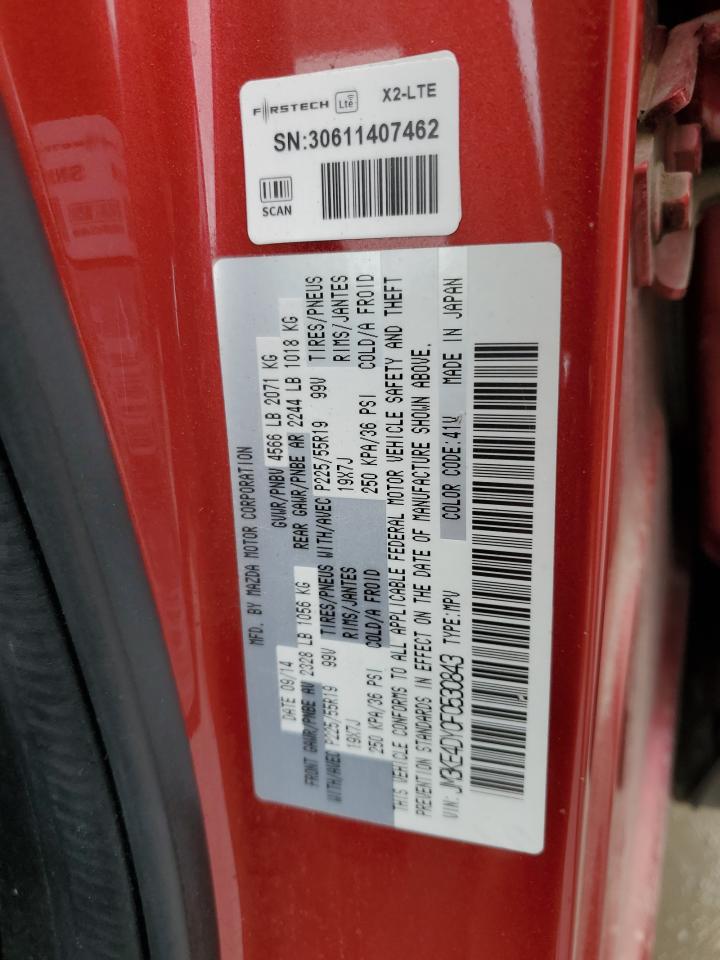 FIRSTECH LTE X2-LTE
SN:30611407462
SCAN
MFD. BY MAZDA MOTOR CORPORATION
DATE 09/14 GVWR/PNBV 4566 LB 2071 KG
FRONT GAWR/PNBE AV 2328 LB 1056 KG REAR GAWR/PNBE AR 2244 LB 1018 KG
WITH/AVEC P225/55R19 99V TIRES/PNEUS WITH/AVEC P225/55R19 99V TIRES/PNEUS
19X7J RIMS/JANTES 19X7J RIMS/JANTES
250 KPA/36 PSI COLD/A FROID 250 KPA/36 PSI COLD/A FROID
THIS VEHICLE CONFORMS TO ALL APPLICABLE FEDERAL MOTOR VEHICLE SAFETY AND THEFT
PREVENTION STANDARDS IN EFFECT ON THE DATE OF MANUFACTURE SHOWN ABOVE.
VIN: JM3KE4DY0F0530843 TYPE:MPV COLOR CODE:41V MADE IN JAPAN